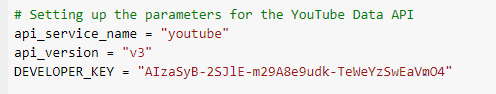 # Setting up the parameters for the YouTube Data API
api_service_name = "youtube"
api_version = "v3"
DEVELOPER_KEY = "AIzaSyB-2SJlE-m29A8e9udk-TeWeYzSwEaVmO4"